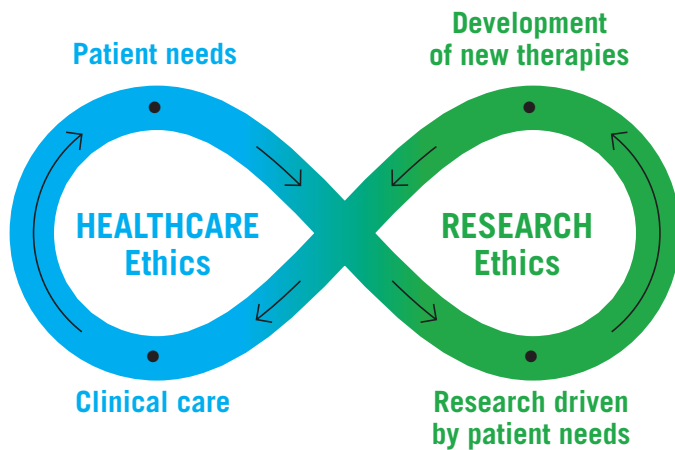 Patient needs
Development
of new therapies
HEALTHCARE
Ethics
RESEARCH
Ethics
Clinical care
Research driven
by patient needs